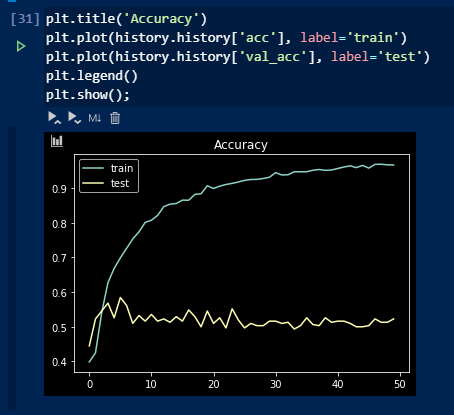 [31] plt.title('Accuracy')
plt.plot(history.history['acc'], label='train')
plt.plot(history.history['val_acc'], label='test')
plt.legend()
plt.show();
M↓
Accuracy
train
test
0.9
0.8
0.7
0.6
0.5
0.4
0 10 20 30 40 50